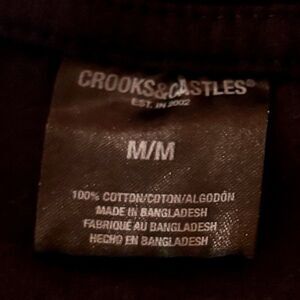 CROOKS&CASTLES®
EST. IN 2002
M/M
100% COTTON/COTON/ALGODÓN
MADE IN BANGLADESH
FABRIQUÉ AU BANGLADESH
HECHO EN BANGLADESH